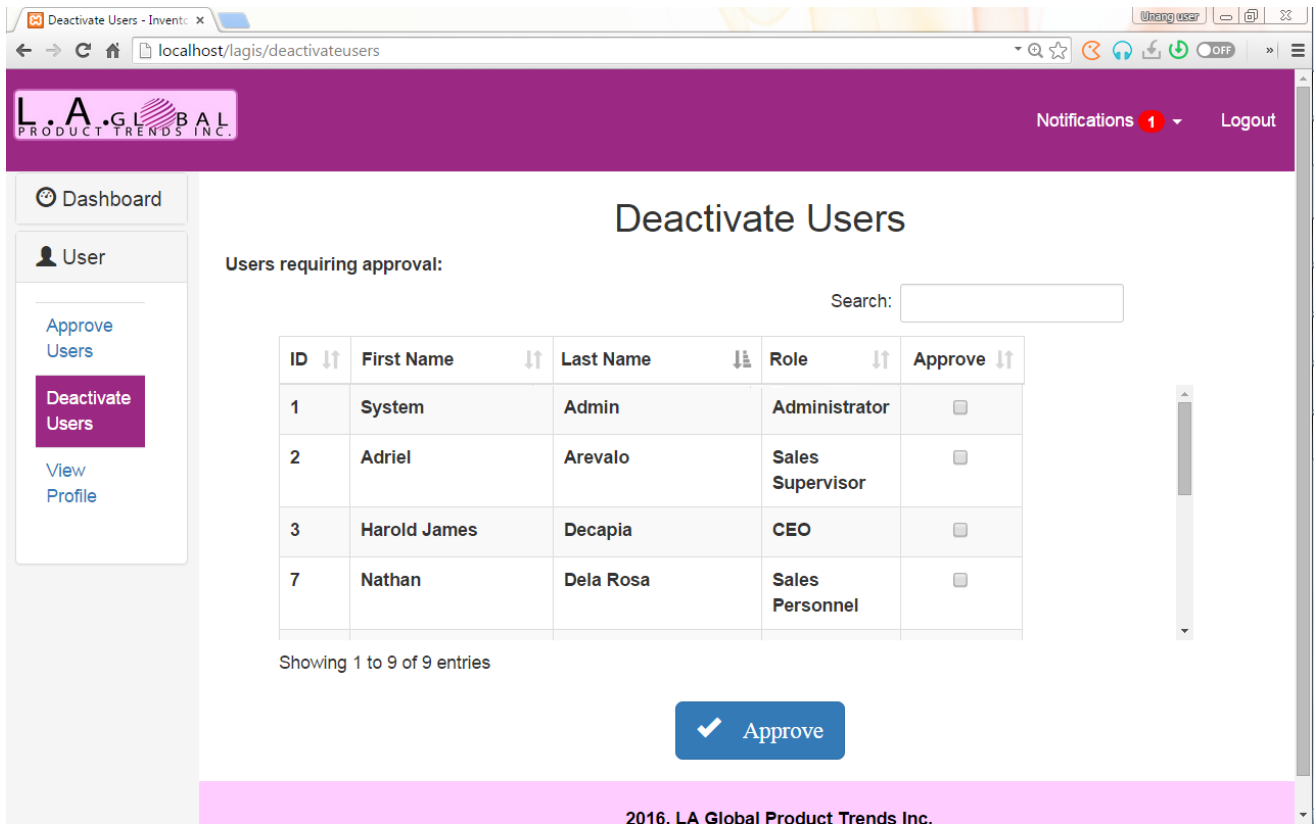 Deactivate Users - Invento
Unang user
localhost/lagis/deactivateusers
OFF
»
L.A.GLOBAL
PRODUCT TRENDS INC.
Notifications 1
Logout
Dashboard
User
Approve
Users
Deactivate
Users
View
Profile
Deactivate Users
Users requiring approval:
Search:
ID First Name Last Name Role Approve
1 System Admin Administrator
2 Adriel Arevalo Sales
Supervisor
3 Harold James Decapia CEO
7 Nathan Dela Rosa Sales
Personnel
Showing 1 to 9 of 9 entries
Approve
2016. LA Global Product Trends Inc.